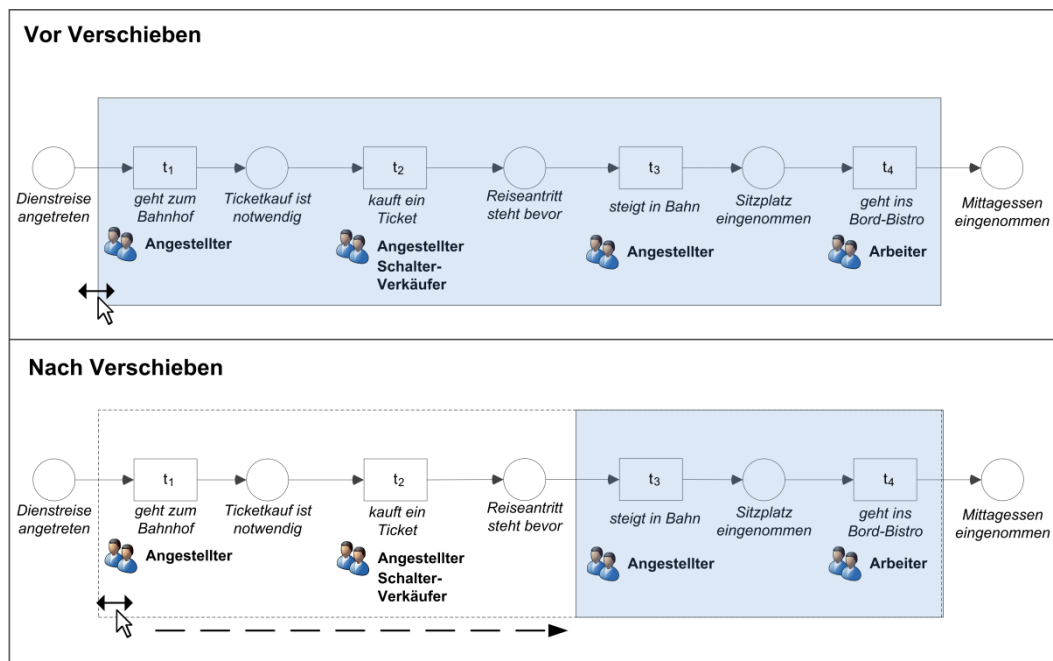 Vor Verschieben
t1
t2
t3
t4
Dienstreise
angetreten
geht zum
Bahnhof
Ticketkauf ist
notwendig
kauft ein
Ticket
Reiseantritt
steht bevor
steigt in Bahn
Sitzplatz
eingenommen
geht ins
Bord-Bistro
Mittagessen
eingenommen
Angestellter
Angestellter
Schalter-
Verkäufer
Angestellter
Arbeiter
Nach Verschieben
t1
t2
t3
t4
Dienstreise
angetreten
geht zum
Bahnhof
Ticketkauf ist
notwendig
kauft ein
Ticket
Reiseantritt
steht bevor
steigt in Bahn
Sitzplatz
eingenommen
geht ins
Bord-Bistro
Mittagessen
eingenommen
Angestellter
Angestellter
Schalter-
Verkäufer
Angestellter
Arbeiter